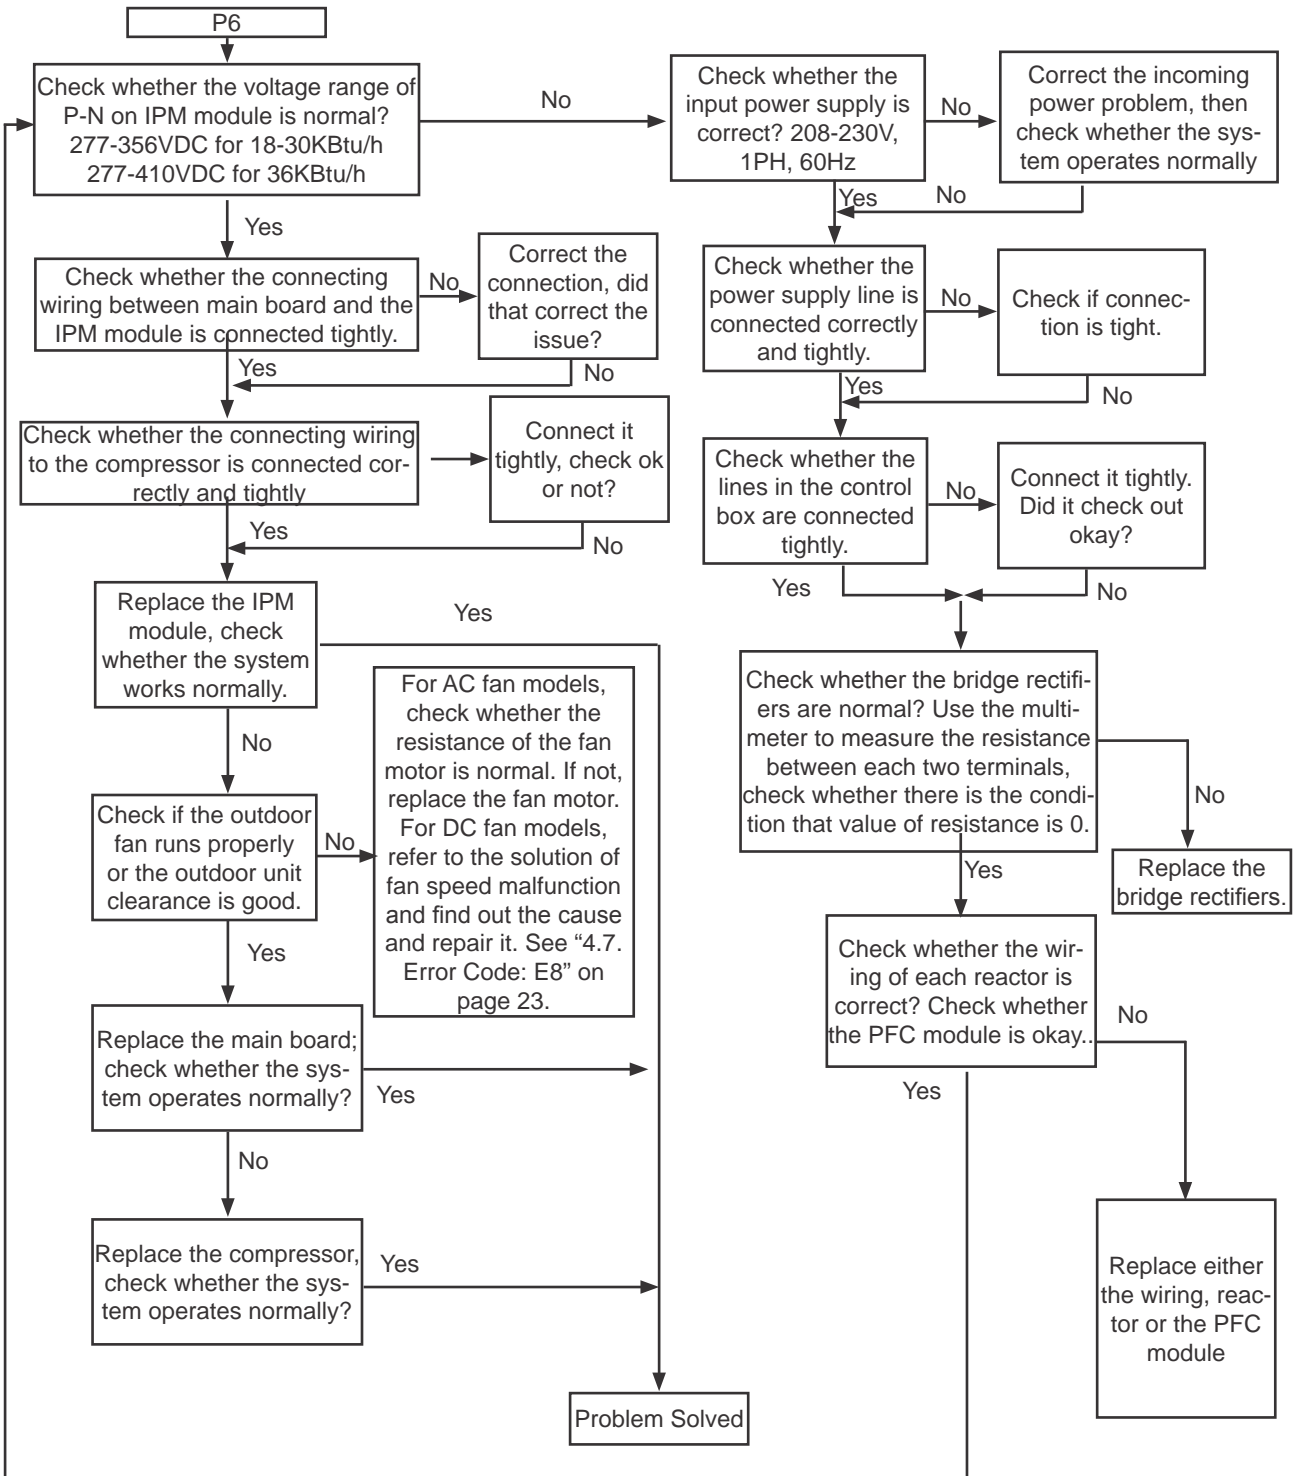 P6
Check whether the voltage range of
P-N on IPM module is normal?
277-356VDC for 18-30KBtu/h
277-410VDC for 36KBtu/h
No
Check whether the
input power supply is
correct? 208-230V,
1PH, 60Hz
No
Correct the incoming
power problem, then
check whether the sys-
tem operates normally
Yes
No
Yes
Check whether the connecting
wiring between main board and the
IPM module is connected tightly.
No
Correct the
connection, did
that correct the
issue?
Yes
No
Check whether the
power supply line is
connected correctly
and tightly.
No
Check if connec-
tion is tight.
Yes
No
Check whether the connecting wiring
to the compressor is connected cor-
rectly and tightly
Connect it
tightly, check ok
or not?
Yes
No
Check whether the
lines in the control
box are connected
tightly.
No
Connect it tightly.
Did it check out
okay?
Yes
No
Replace the IPM
module, check
whether the system
works normally.
Yes
No
Check if the outdoor
fan runs properly
or the outdoor unit
clearance is good.
No
For AC fan models,
check whether the
resistance of the fan
motor is normal. If not,
replace the fan motor.
For DC fan models,
refer to the solution of
fan speed malfunction
and find out the cause
and repair it. See “4.7.
Error Code: E8” on
page 23.
Yes
Check whether the bridge rectifi-
ers are normal? Use the multi-
meter to measure the resistance
between each two terminals,
check whether there is the condi-
tion that value of resistance is 0.
No
Replace the
bridge rectifiers.
Yes
Check whether the wir-
ing of each reactor is
correct? Check whether
the PFC module is okay..
No
Yes
Replace either
the wiring, reac-
tor or the PFC
module
Replace the main board;
check whether the sys-
tem operates normally?
Yes
No
Replace the compressor,
check whether the sys-
tem operates normally?
Yes
Problem Solved